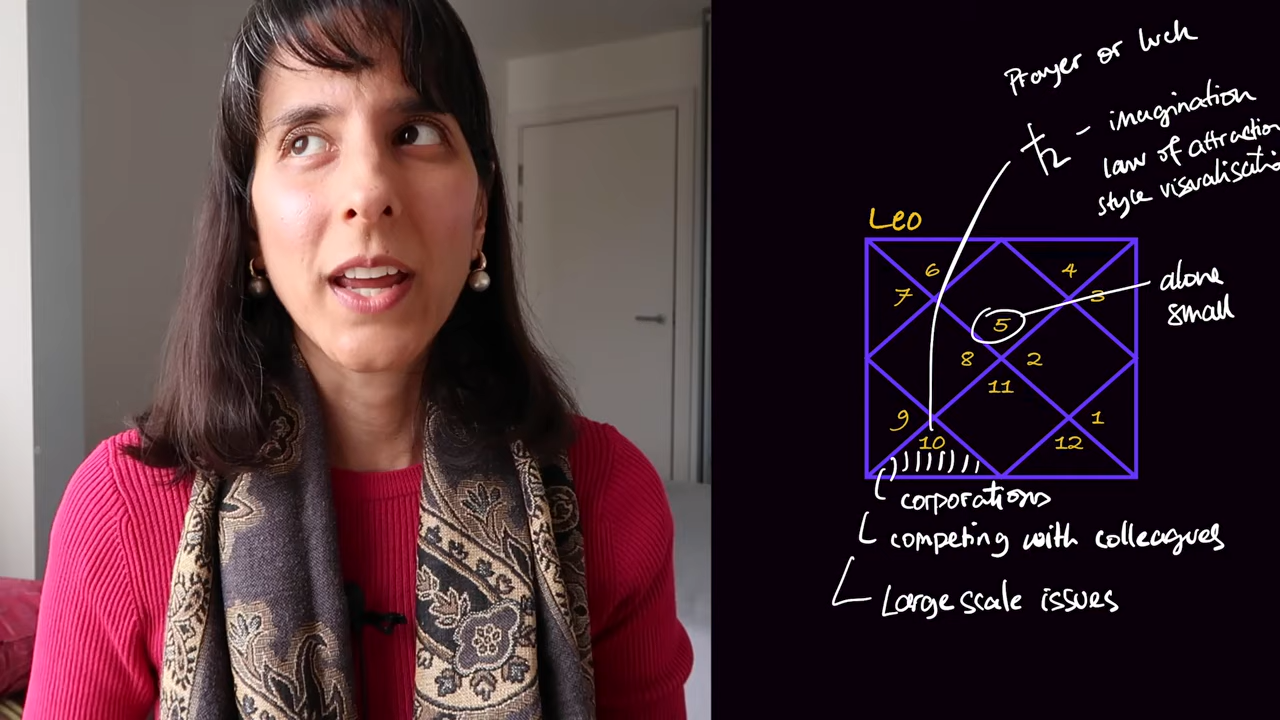 Prayer or luck
♄ - imagination
law of attraction
style visualisatio
Leo
6
4
7
3
5
alone
small
8
2
11
9
1
10
12
corporations
competing with colleagues
Large scale issues